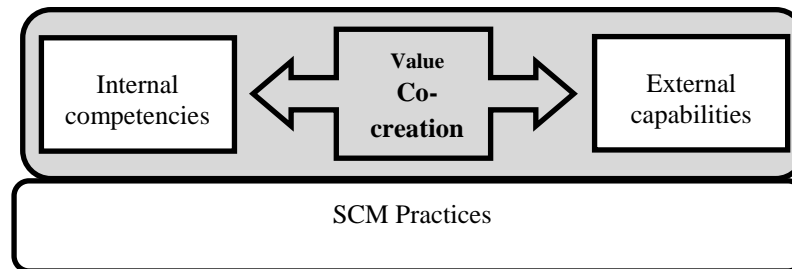 Internal
competencies
Value
Co-
creation
External
capabilities
SCM Practices